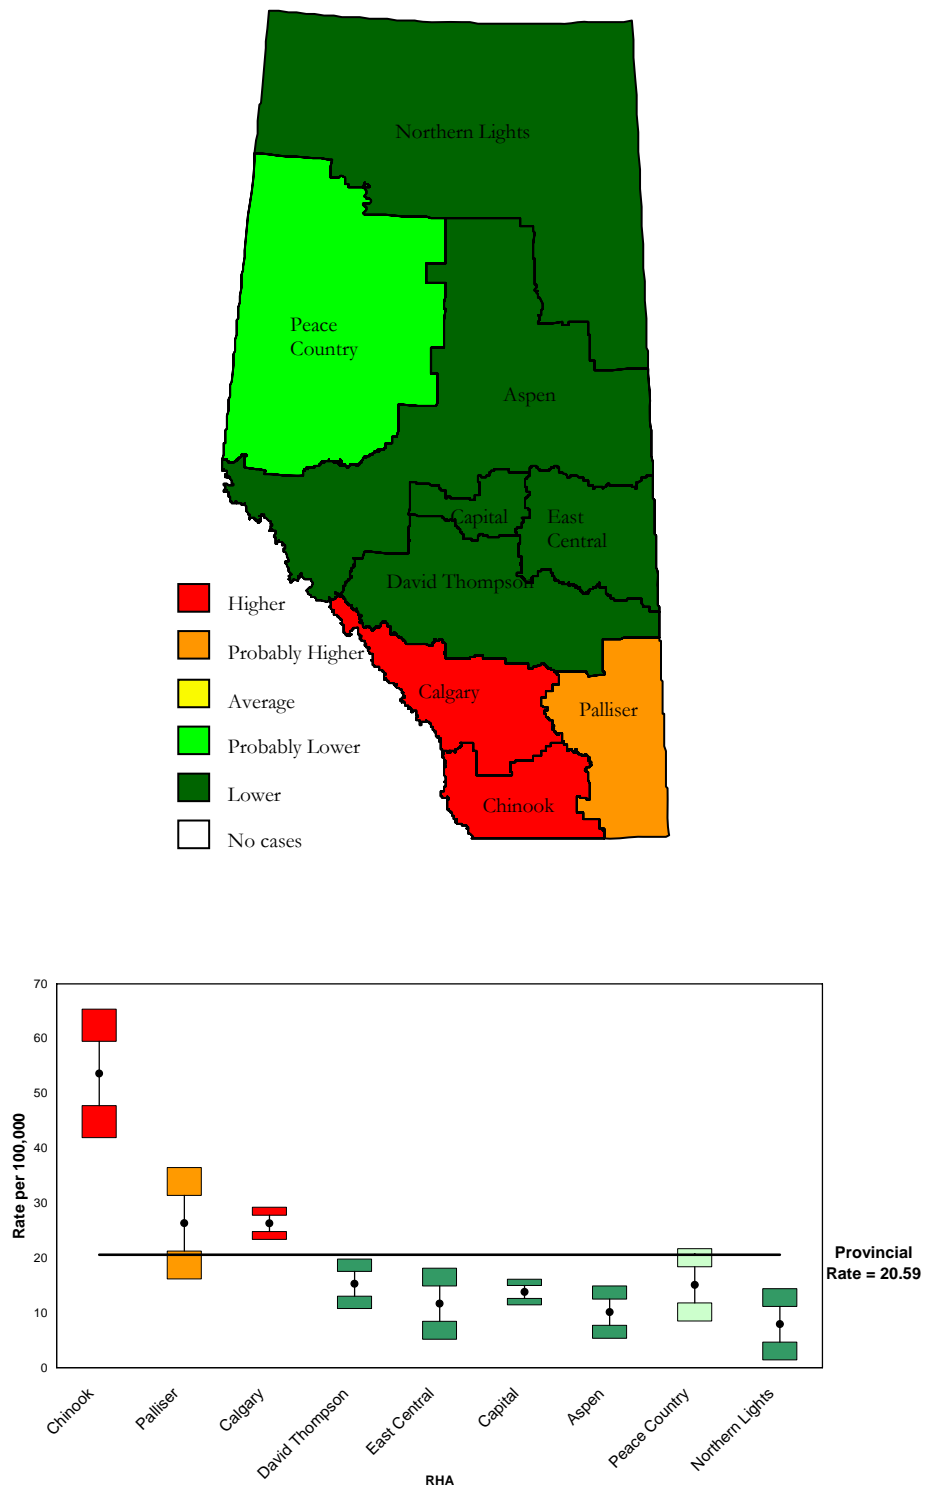 Northern Lights
Peace
Country
Aspen
Capital
East
Central
David Thompson
Higher
Probably Higher
Average
Probably Lower
Lower
No cases
Calgary
Palliser
Chinook
70
60
50
40
30
20
10
0
Rate per 100,000
Provincial
Rate = 20.59
Chinook
Palliser
Calgary
David Thompson
East Central
Capital
Aspen
Peace Country
Northern Lights
RHA